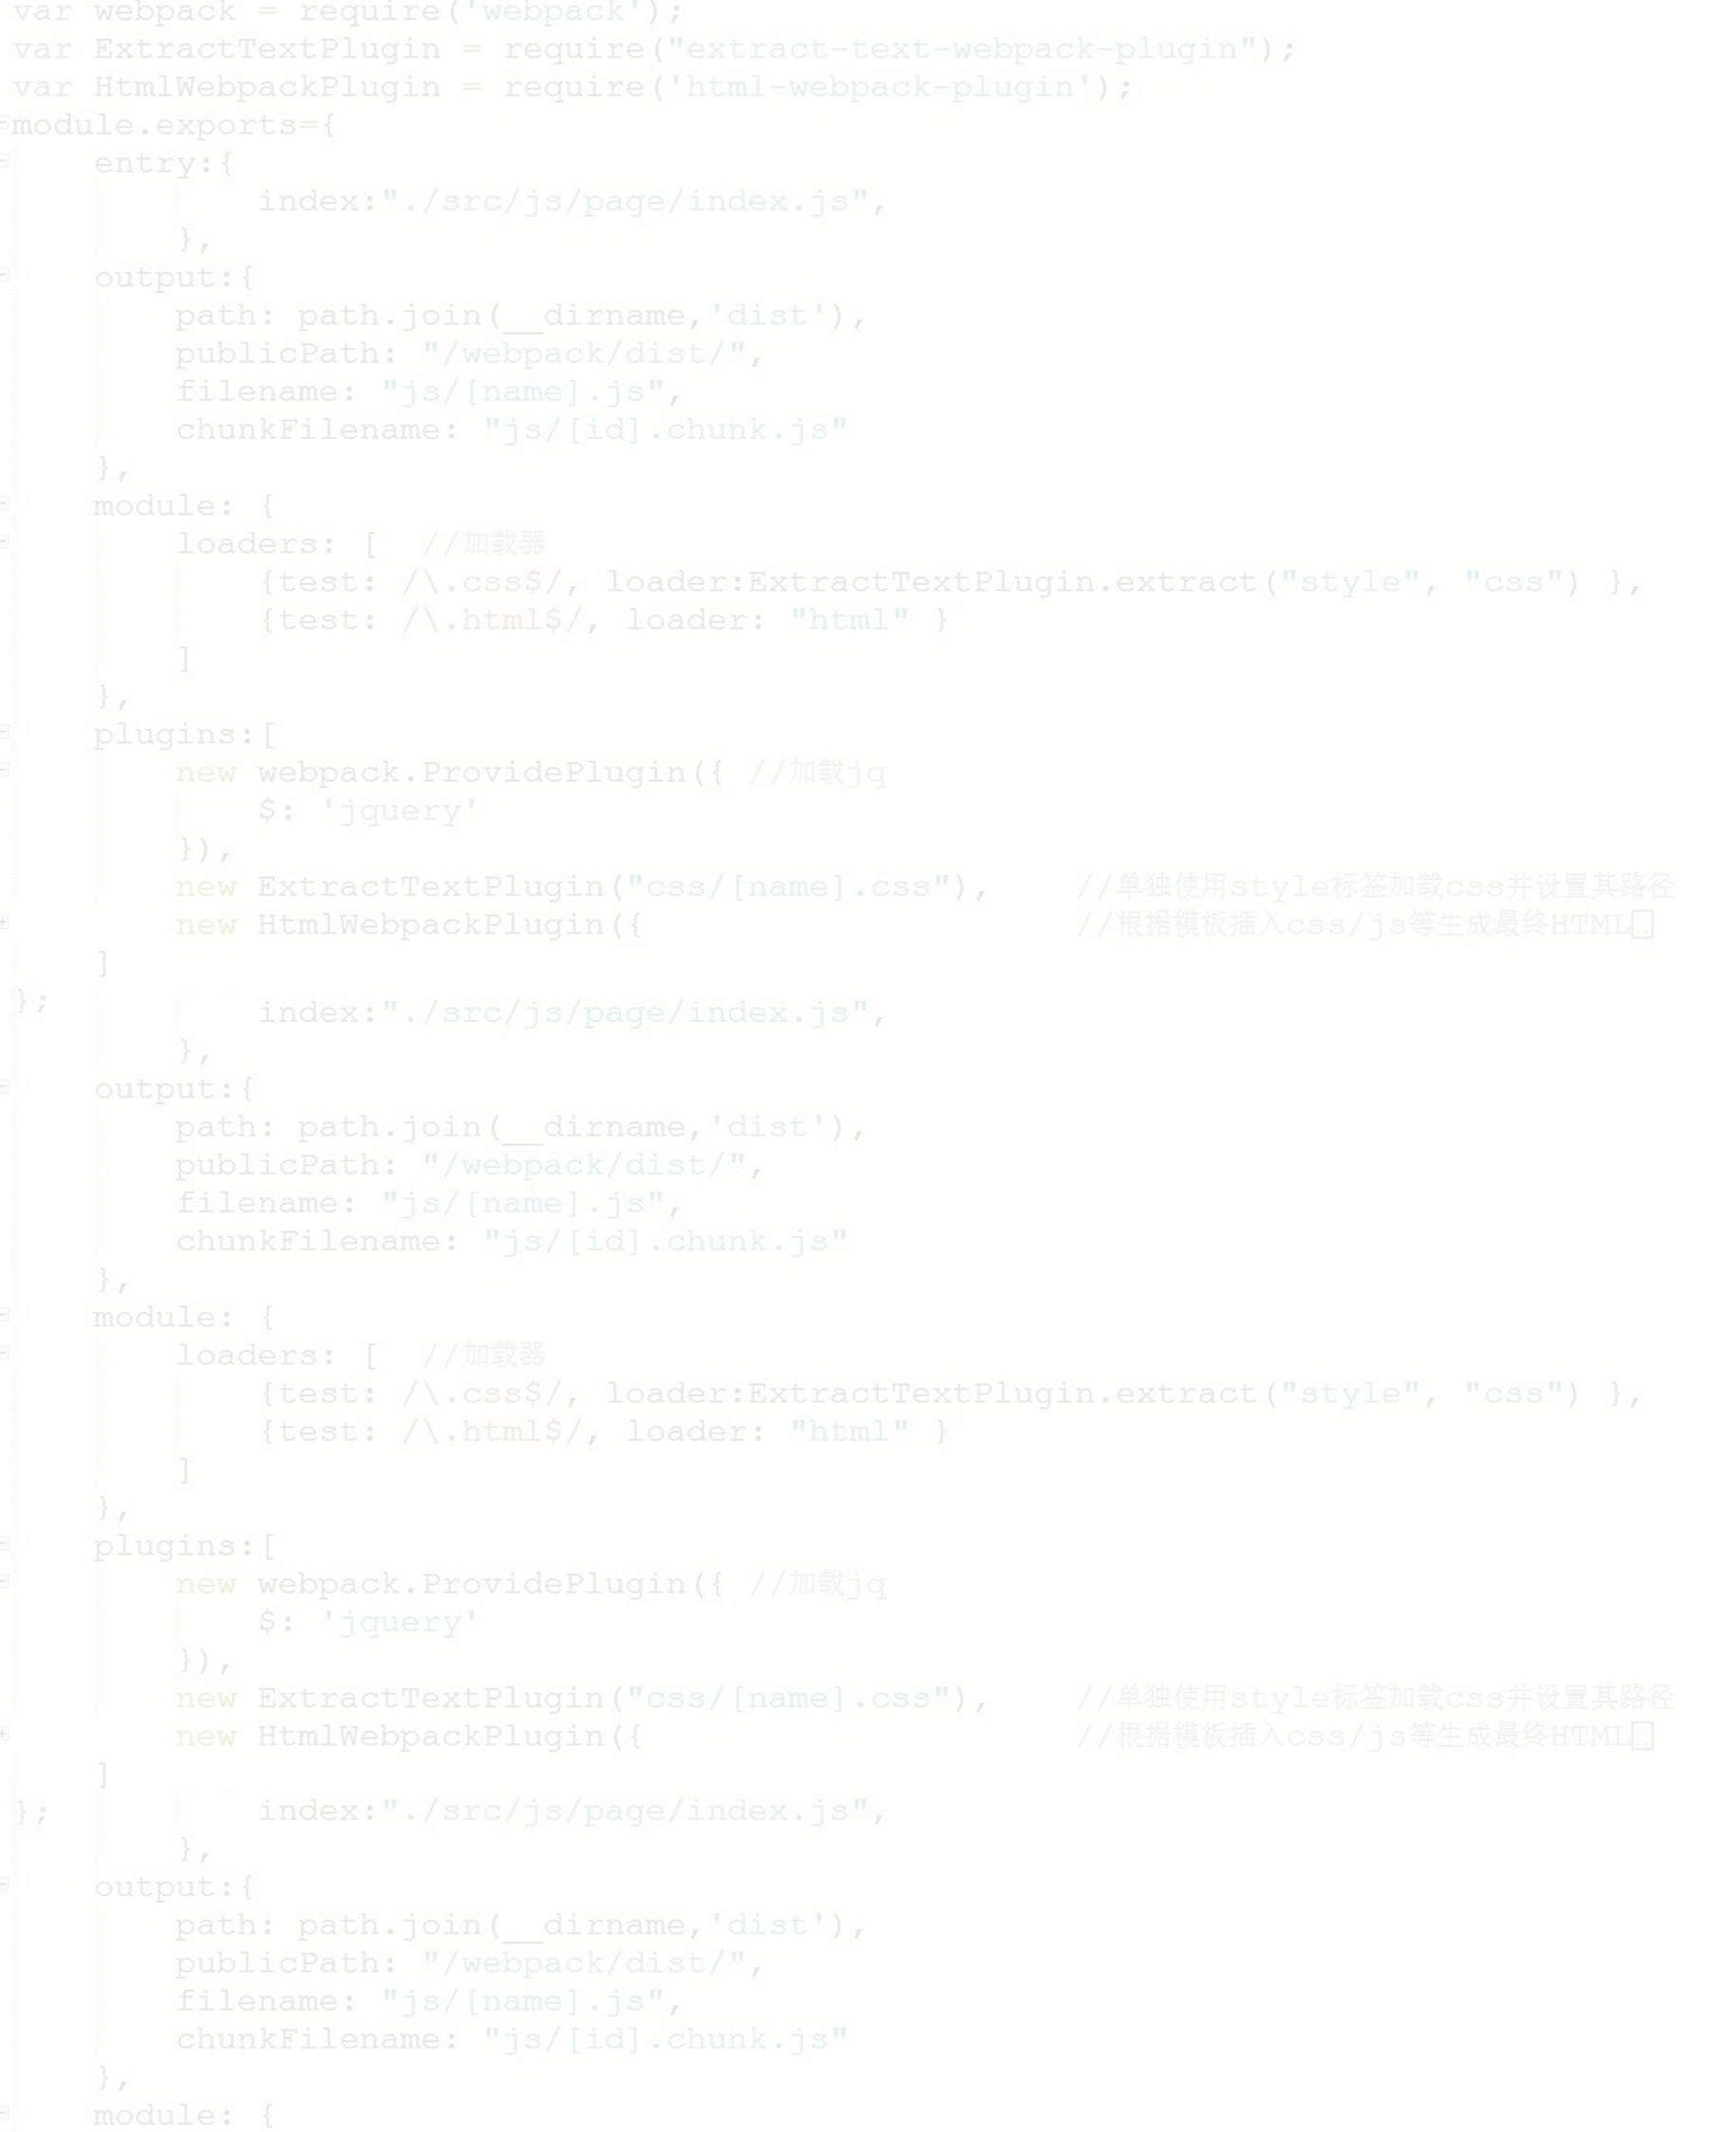 var webpack = require('webpack');
var ExtractTextPlugin = require("extract-text-webpack-plugin");
var HtmlWebpackPlugin = require('html-webpack-plugin');
module.exports={
entry:{
index:"./src/js/page/index.js",
},
output:{
path: path.join(__dirname,'dist'),
publicPath: "/webpack/dist/",
filename: "js/[name].js",
chunkFilename: "js/[id].chunk.js"
},
module: {
loaders: [  //加载器
{test: /\.css$/, loader:ExtractTextPlugin.extract("style", "css") },
{test: /\.html$/, loader: "html" }
]
},
plugins:[
new webpack.ProvidePlugin({ //加载jq
$: 'jquery'
}),
new ExtractTextPlugin("css/[name].css"),    //单独使用style标签加载css并设置其路径
new HtmlWebpackPlugin({                     //根据模板插入css/js等生成最终HTML..
]
};          index:"./src/js/page/index.js",
},
output:{
path: path.join(__dirname,'dist'),
publicPath: "/webpack/dist/",
filename: "js/[name].js",
chunkFilename: "js/[id].chunk.js"
},
module: {
loaders: [  //加载器
{test: /\.css$/, loader:ExtractTextPlugin.extract("style", "css") },
{test: /\.html$/, loader: "html" }
]
},
plugins:[
new webpack.ProvidePlugin({ //加载jq
$: 'jquery'
}),
new ExtractTextPlugin("css/[name].css"),    //单独使用style标签加载css并设置其路径
new HtmlWebpackPlugin({                     //根据模板插入css/js等生成最终HTML..
]
};          index:"./src/js/page/index.js",
},
output:{
path: path.join(__dirname,'dist'),
publicPath: "/webpack/dist/",
filename: "js/[name].js",
chunkFilename: "js/[id].chunk.js"
},
module: {